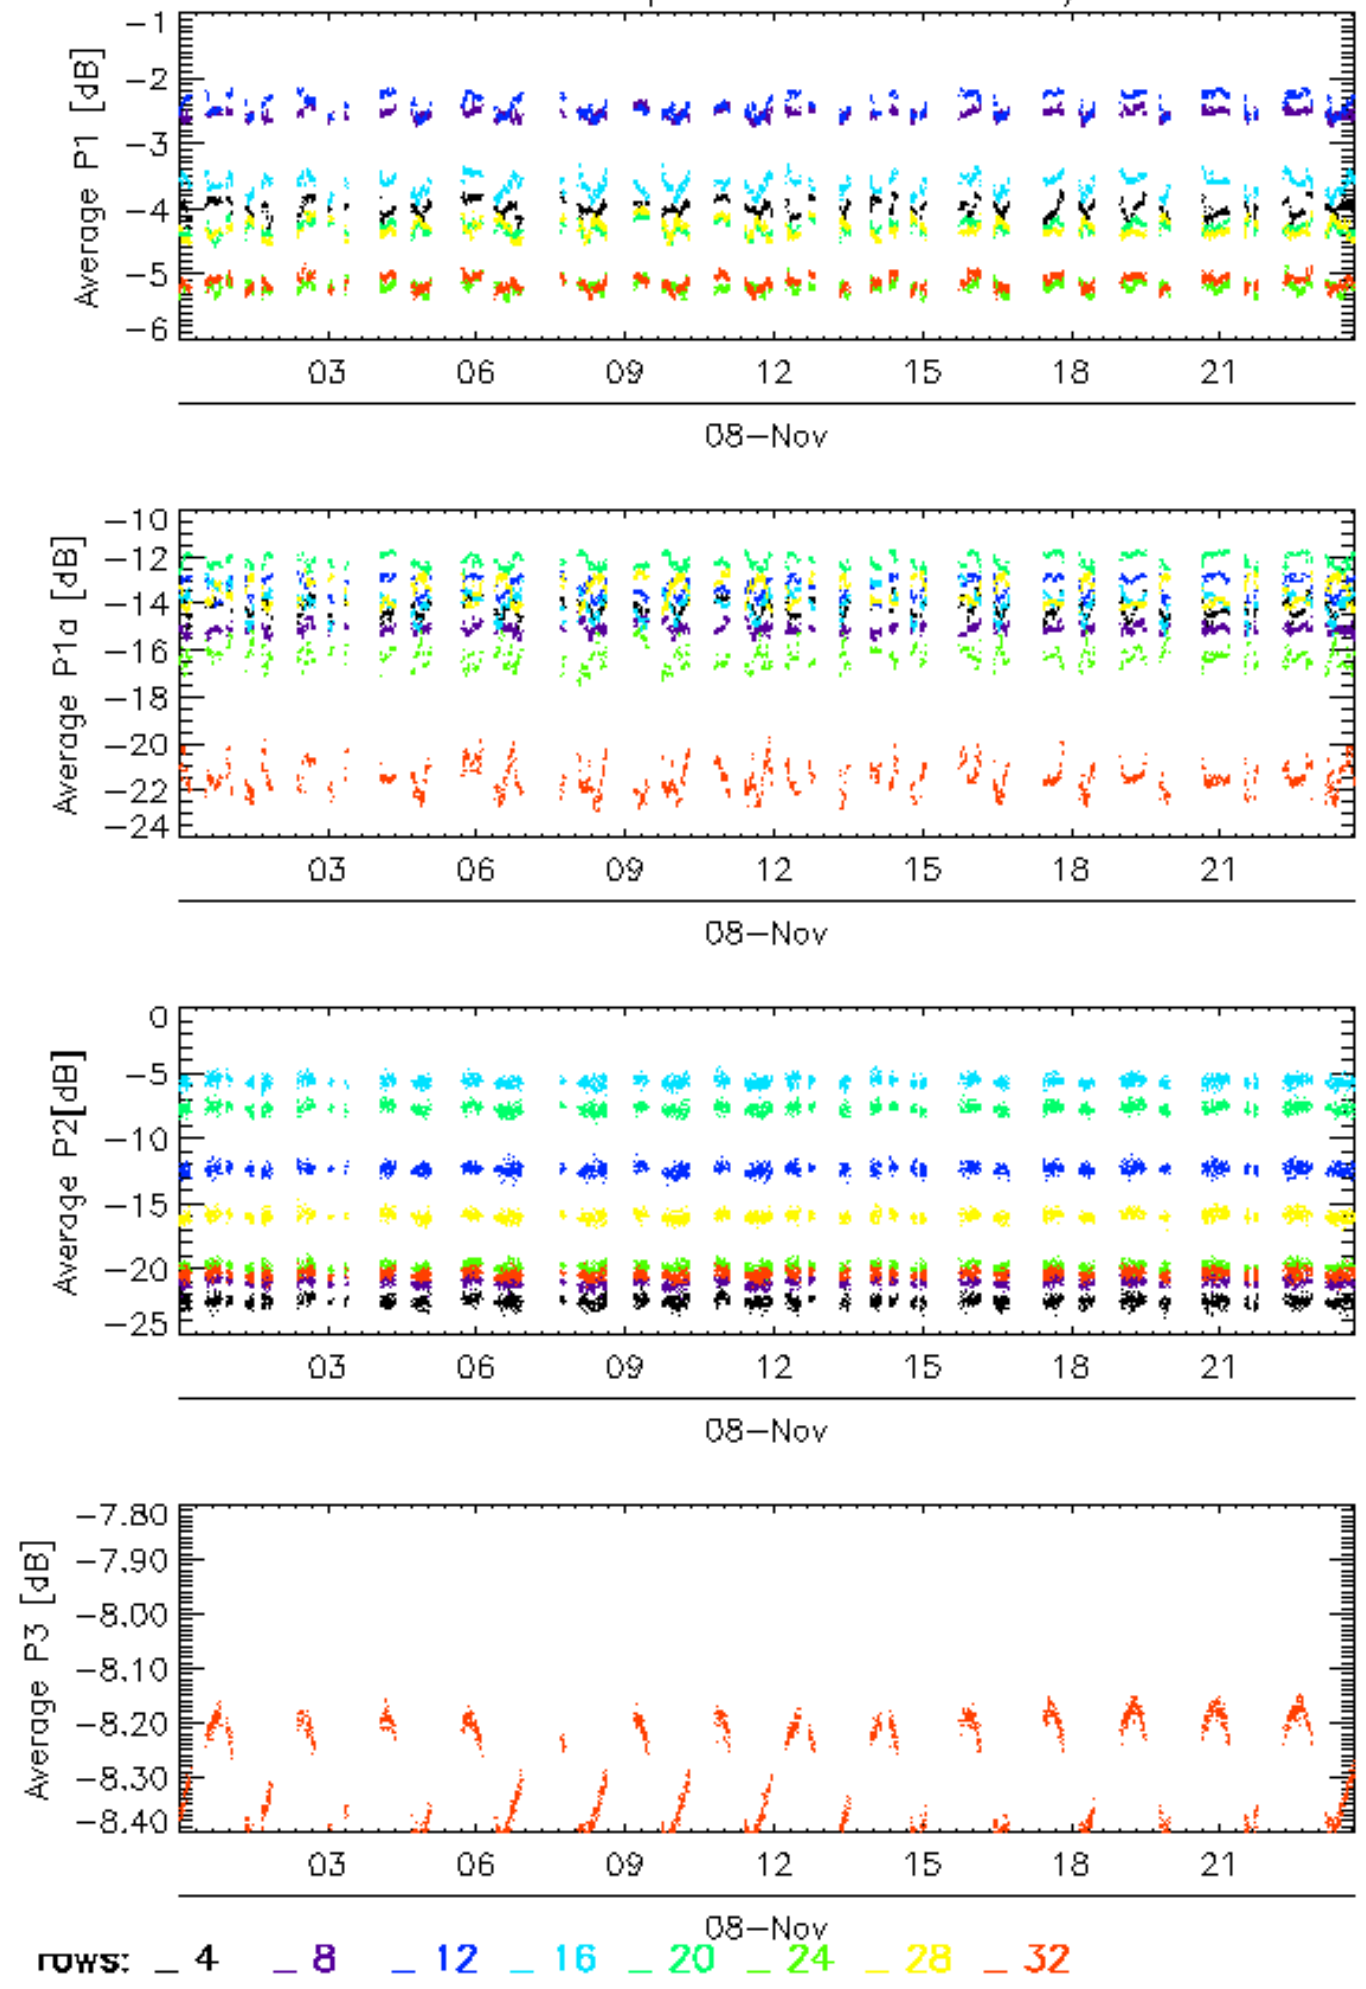 Average P1 [dB]
-1
-2
-3
-4
-5
-6
03 06 09 12 15 18 21
08-Nov
Average P1a [dB]
-10
-12
-14
-16
-18
-20
-22
-24
03 06 09 12 15 18 21
08-Nov
Average P2[dB]
0
-5
-10
-15
-20
-25
03 06 09 12 15 18 21
08-Nov
Average P3 [dB]
-7.80
-7.90
-8.00
-8.10
-8.20
-8.30
-8.40
03 06 09 12 15 18 21
08-Nov
rows: _ 4 _ 8 _ 12 _ 16 _ 20 _ 24 _ 28 _ 32